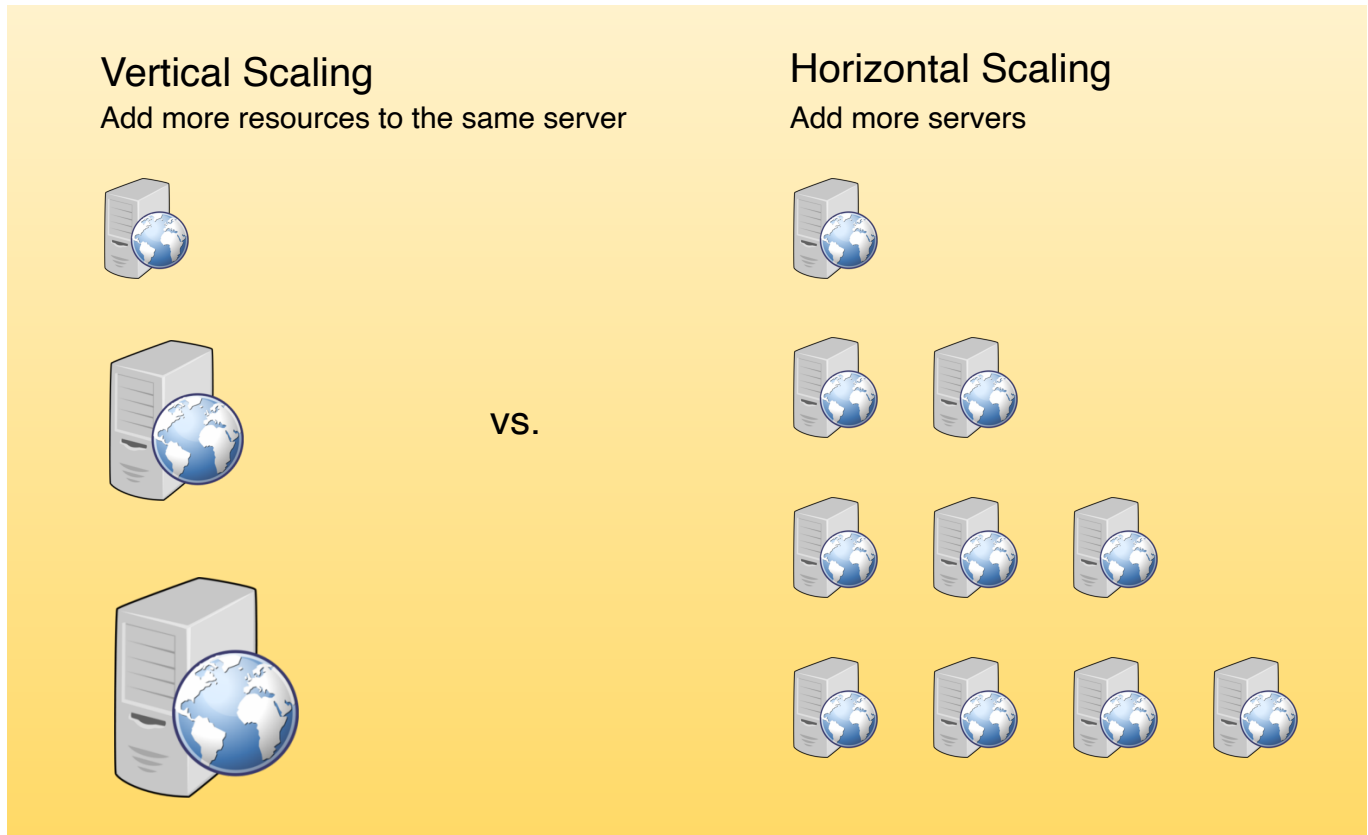 Vertical Scaling
Add more resources to the same server
vs.
Horizontal Scaling
Add more servers